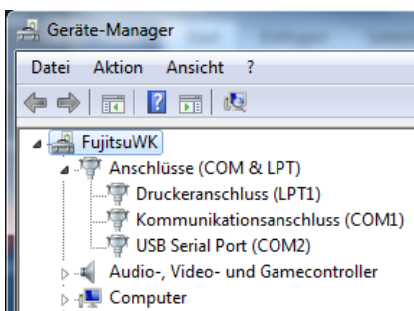 Geräte-Manager
Datei Aktion Ansicht ?
FujitsuWK
Anschlüsse (COM & LPT)
Druckeranschluss (LPT1)
Kommunikationsanschluss (COM1)
USB Serial Port (COM2)
Audio-, Video- und Gamecontroller
Computer